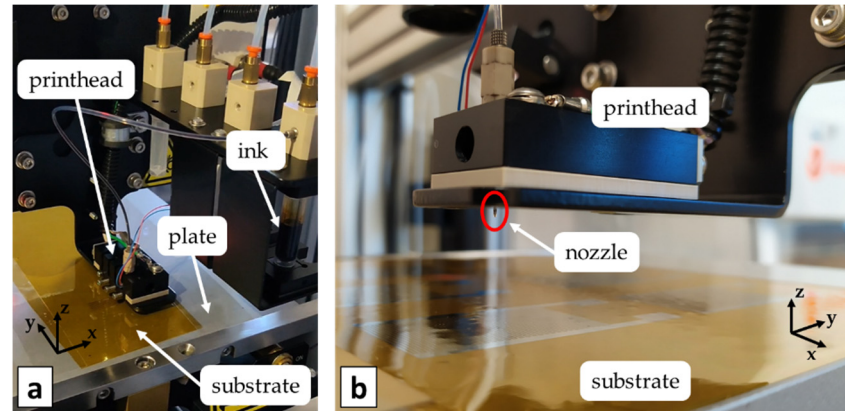 printhead
ink
plate
z
y
x
substrate
a
printhead
nozzle
z
y
x
substrate
b